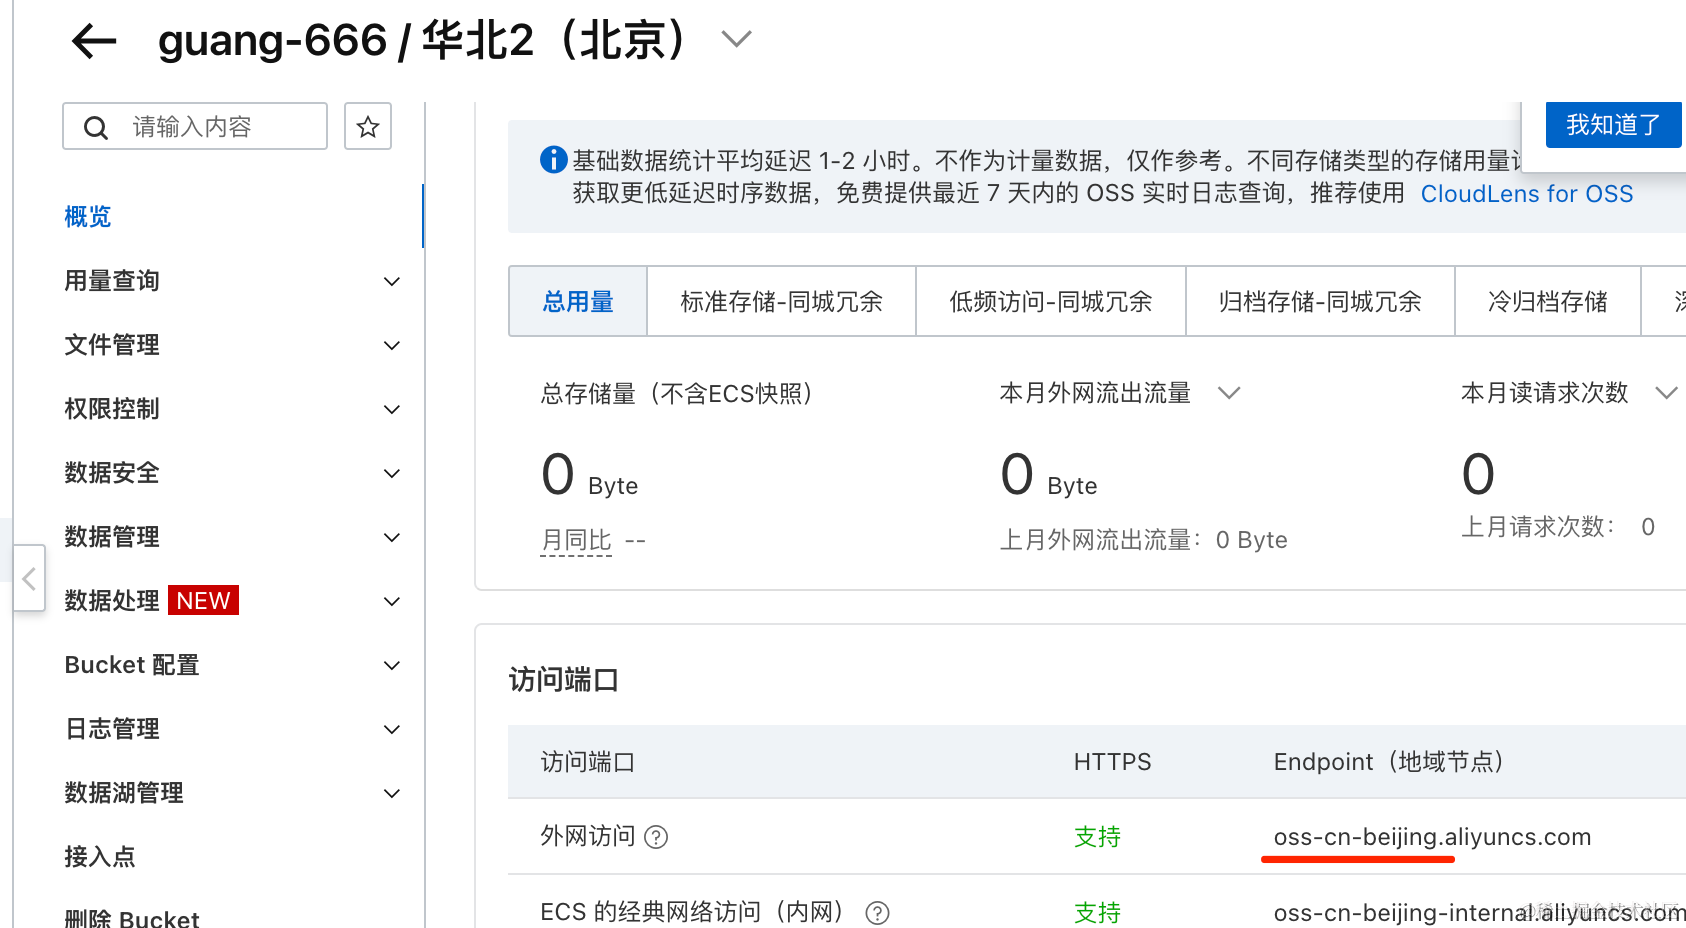 guang-666 / 华北2（北京）
请输入内容
我知道了
基础数据统计平均延迟 1-2 小时。不作为计量数据，仅作参考。不同存储类型的存储用量
获取更低延迟时序数据，免费提供最近 7 天内的 OSS 实时日志查询，推荐使用 CloudLens for OSS
概览
用量查询
文件管理
权限控制
数据安全
数据管理
数据处理 NEW
Bucket 配置
日志管理
数据湖管理
接入点
删除 Bucket
总用量 标准存储-同城冗余 低频访问-同城冗余 归档存储-同城冗余 冷归档存储
总存储量（不含ECS快照） 本月外网流出流量 本月读请求次数
0 Byte 0 Byte 0
月同比 -- 上月外网流出流量：0 Byte 上月请求次数： 0
访问端口
访问端口 HTTPS Endpoint（地域节点）
外网访问 支持 oss-cn-beijing.aliyuncs.com
ECS 的经典网络访问（内网） 支持 oss-cn-beijing-internal.aliyuncs.com